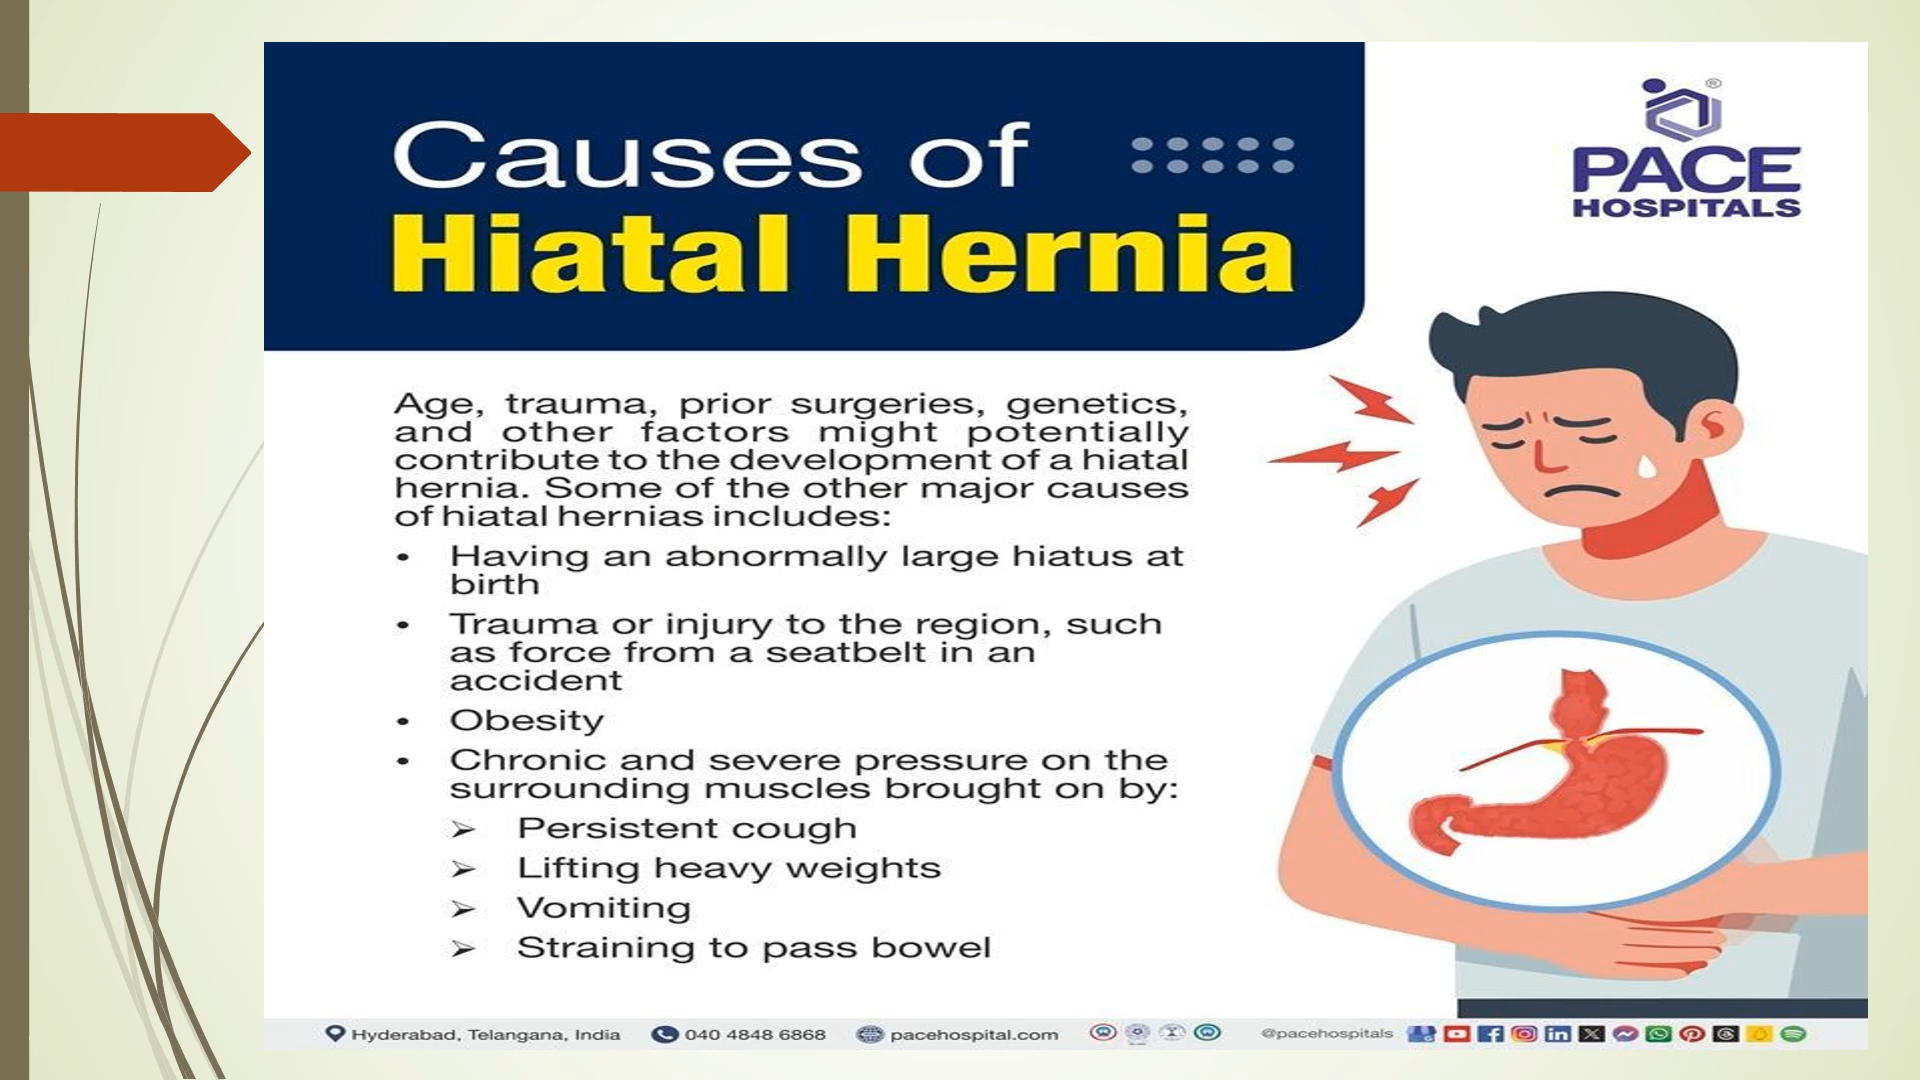 Causes of
Hiatal Hernia
®
PACE
HOSPITALS
Age, trauma, prior surgeries, genetics,
and other factors might potentially
contribute to the development of a hiatal
hernia. Some of the other major causes
of hiatal hernias includes:
• Having an abnormally large hiatus at
birth
• Trauma or injury to the region, such
as force from a seatbelt in an
accident
• Obesity
• Chronic and severe pressure on the
surrounding muscles brought on by:
➢ Persistent cough
➢ Lifting heavy weights
➢ Vomiting
➢ Straining to pass bowel
Hyderabad, Telangana, India 040 4848 6868 pacehospital.com @pacehospitals